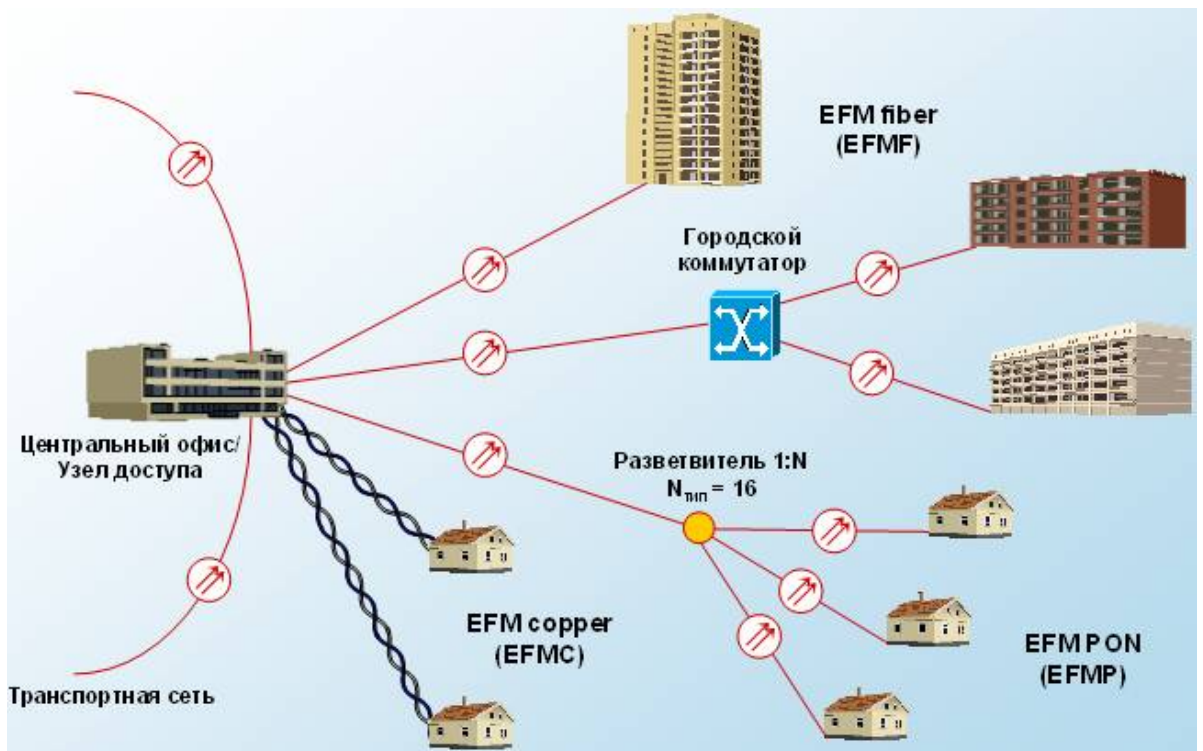 EFM fiber
(EFMF)
Городской
коммутатор
Центральный офис/
Узел доступа
Разветвитель 1:N
Nтип = 16
EFM copper
(EFMC)
EFM PON
(EFMP)
Транспортная сеть